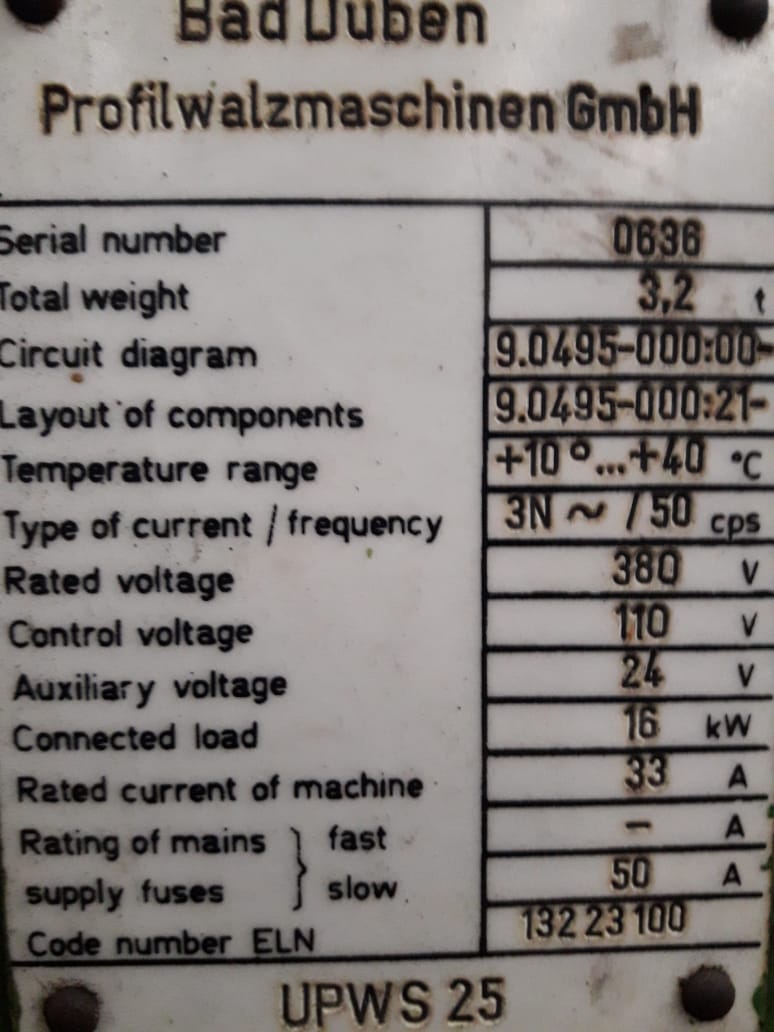 Bad Düben
Profilwalzmaschinen GmbH
Serial number 0636
Total weight 3,2 t
Circuit diagram 9.0495-000:00-
Layout of components 9.0495-000:21-
Temperature range +10°...+40 °C
Type of current / frequency 3N ~ / 50 cps
Rated voltage 380 V
Control voltage 110 V
Auxiliary voltage 24 V
Connected load 16 kW
Rated current of machine 33 A
Rating of mains } fast – A
supply fuses } slow 50 A
Code number ELN 132 23 100
UPWS 25